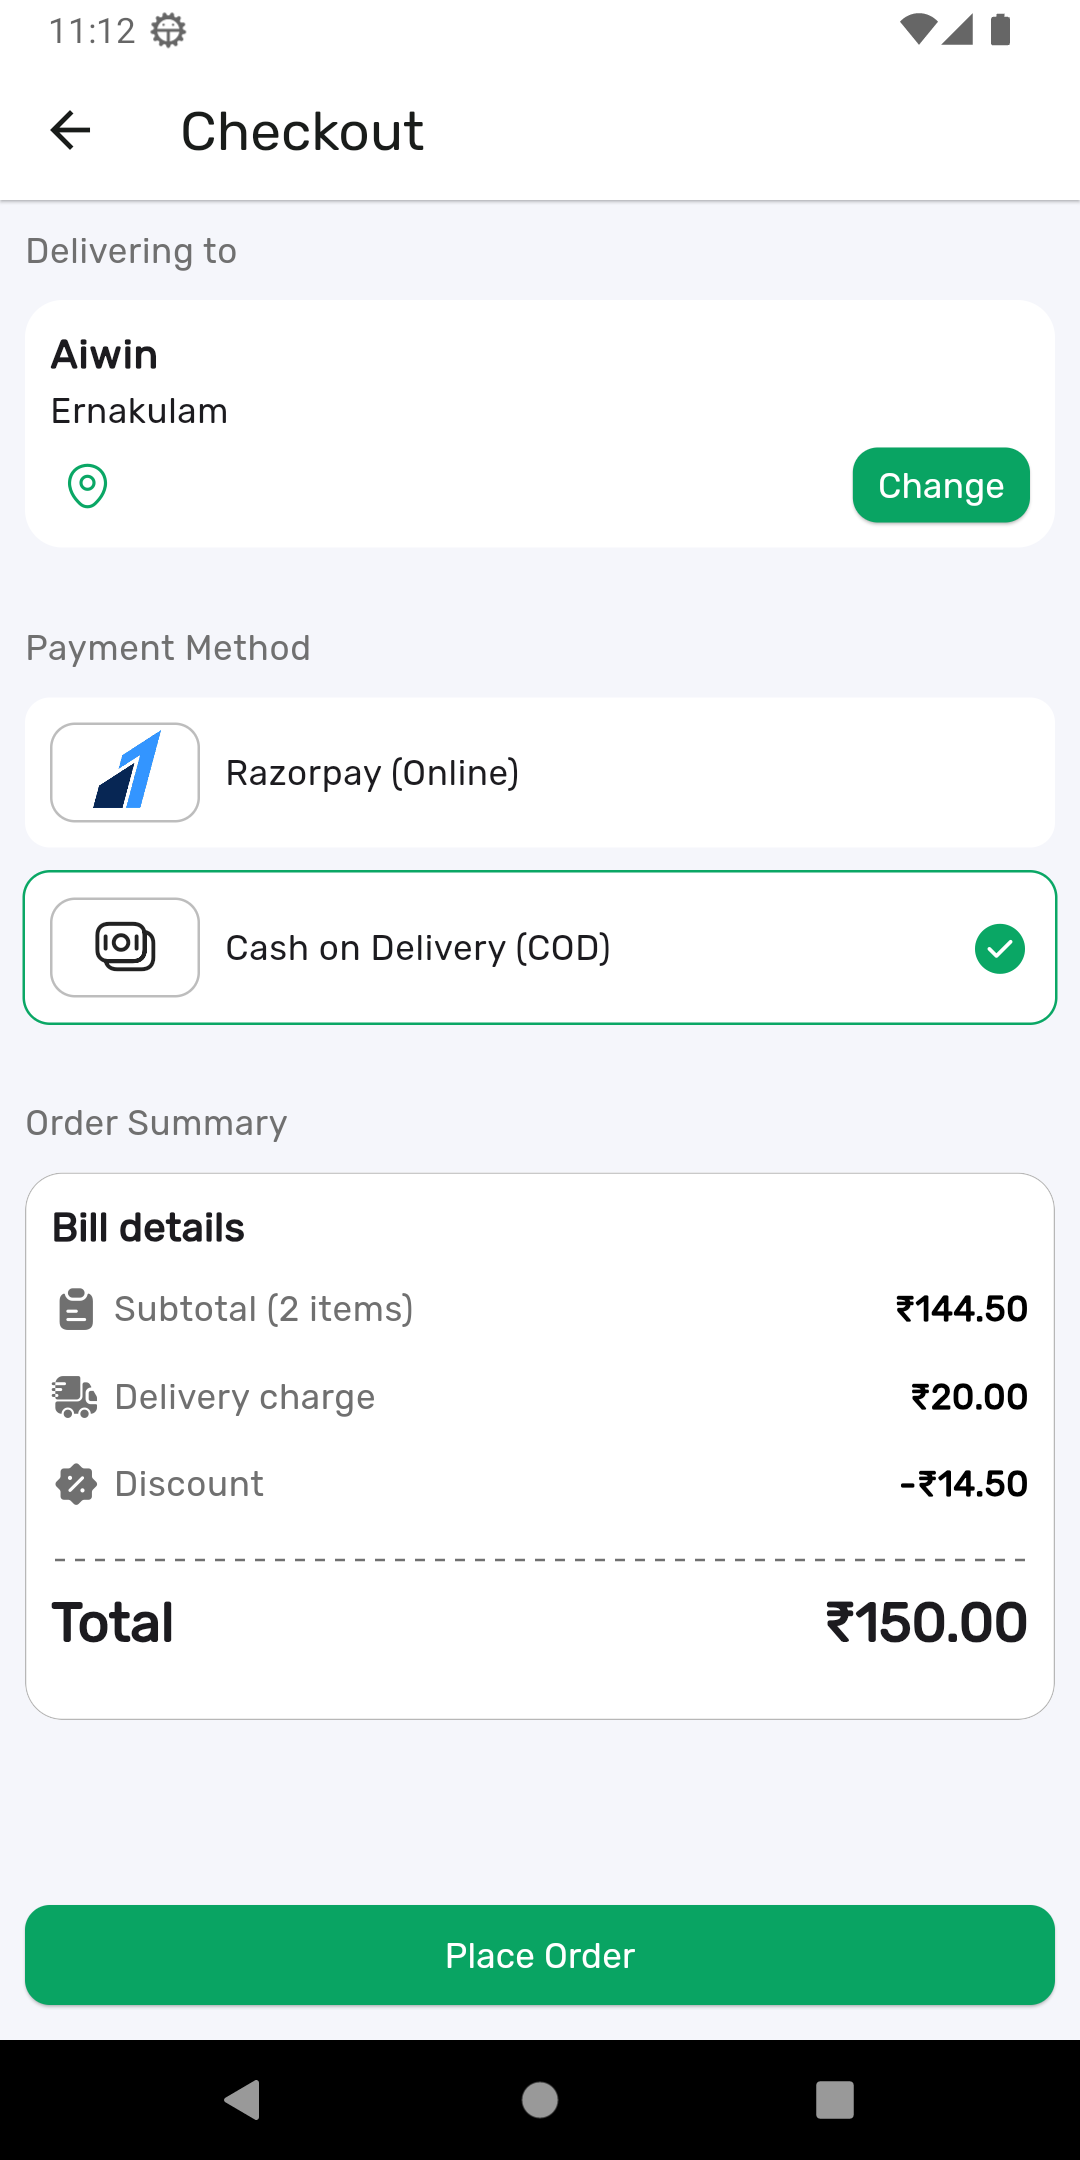 11:12
Checkout
Delivering to
Aiwin
Ernakulam
Change
Payment Method
Razorpay (Online)
Cash on Delivery (COD)
Order Summary
Bill details
Subtotal (2 items) ₹144.50
Delivery charge ₹20.00
Discount -₹14.50
Total ₹150.00
Place Order